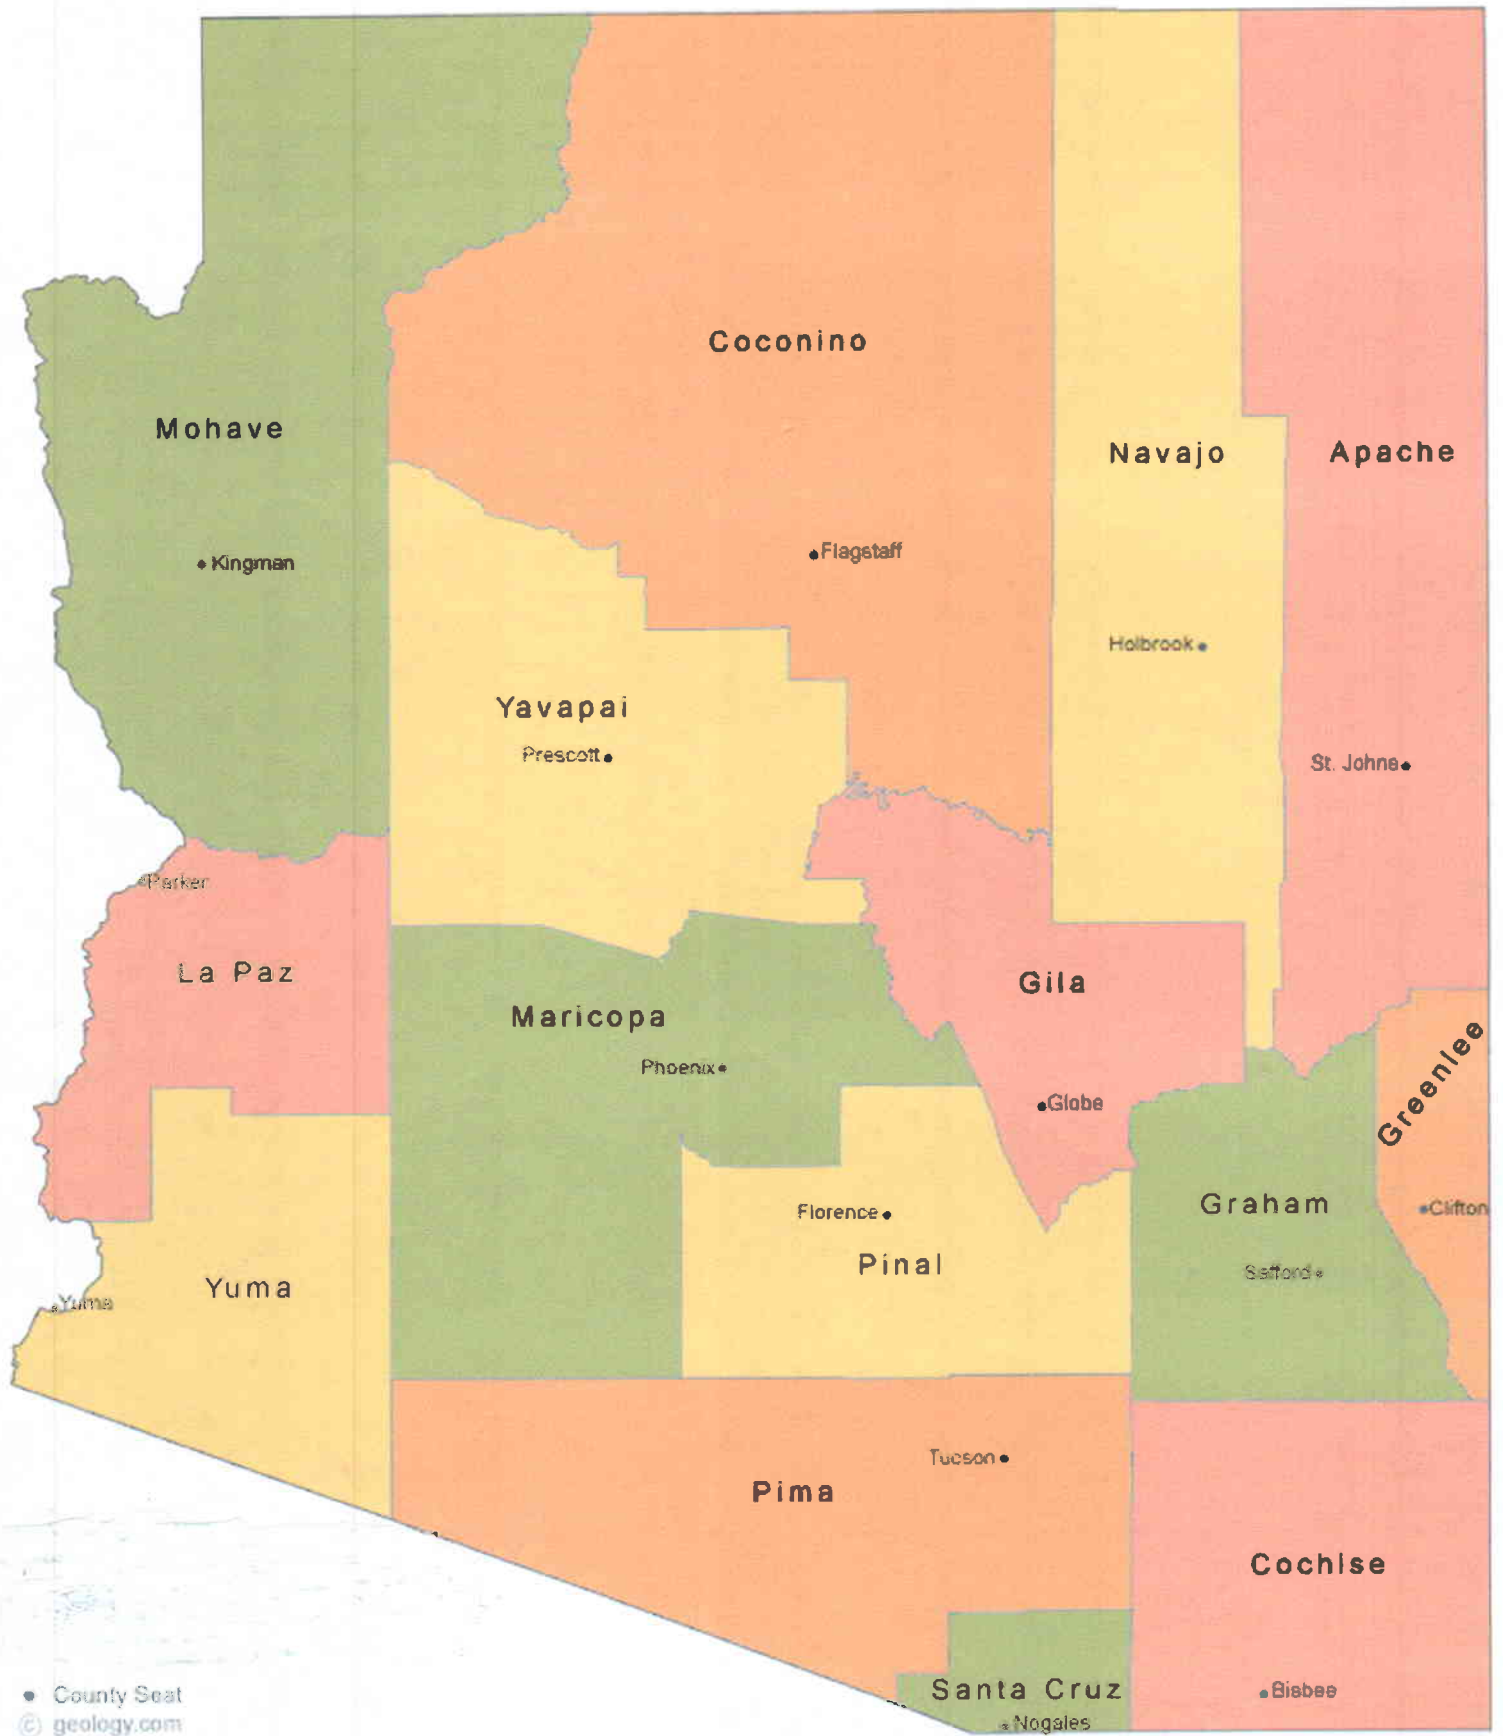 Coconino
Mohave
Navajo
Apache
Flagstaff
Kingman
Holbrook
Yavapai
Prescott
St. Johns
Parker
La Paz
Gila
Maricopa
Greenlee
Phoenix
Globe
Graham
Clifton
Florence
Pinal
Safford
Yuma
Yuma
Tucson
Pima
Cochise
Santa Cruz
Bisbee
Nogales
County Seat
© geology.com